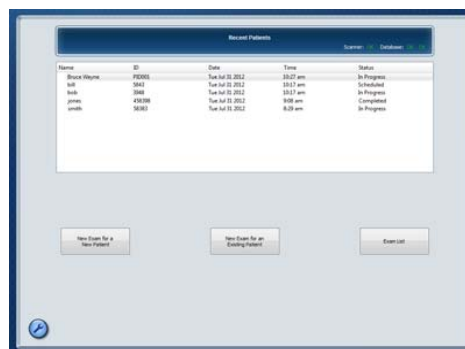 Recent Patients
Scanner: OK Database: OK
Name ID Date Time Status
Bruce Wayne PID001 Tue Jul 31 2012 10:27 am In Progress
bill 5843 Tue Jul 31 2012 10:17 am Scheduled
bob 3948 Tue Jul 31 2012 10:17 am In Progress
jones 458398 Tue Jul 31 2012 9:08 am Completed
smith 58383 Tue Jul 31 2012 8:29 am In Progress
New Exam for a New Exam for an Exam List
New Patient Existing Patient